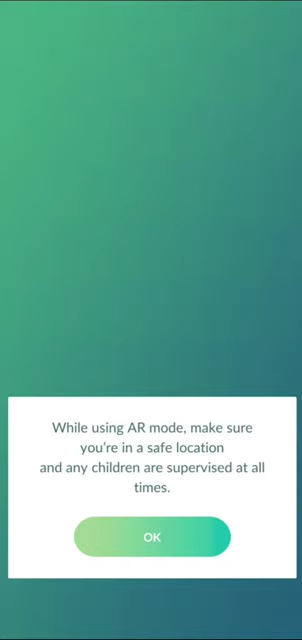 While using AR mode, make sure
you're in a safe location
and any children are supervised at all
times.
OK